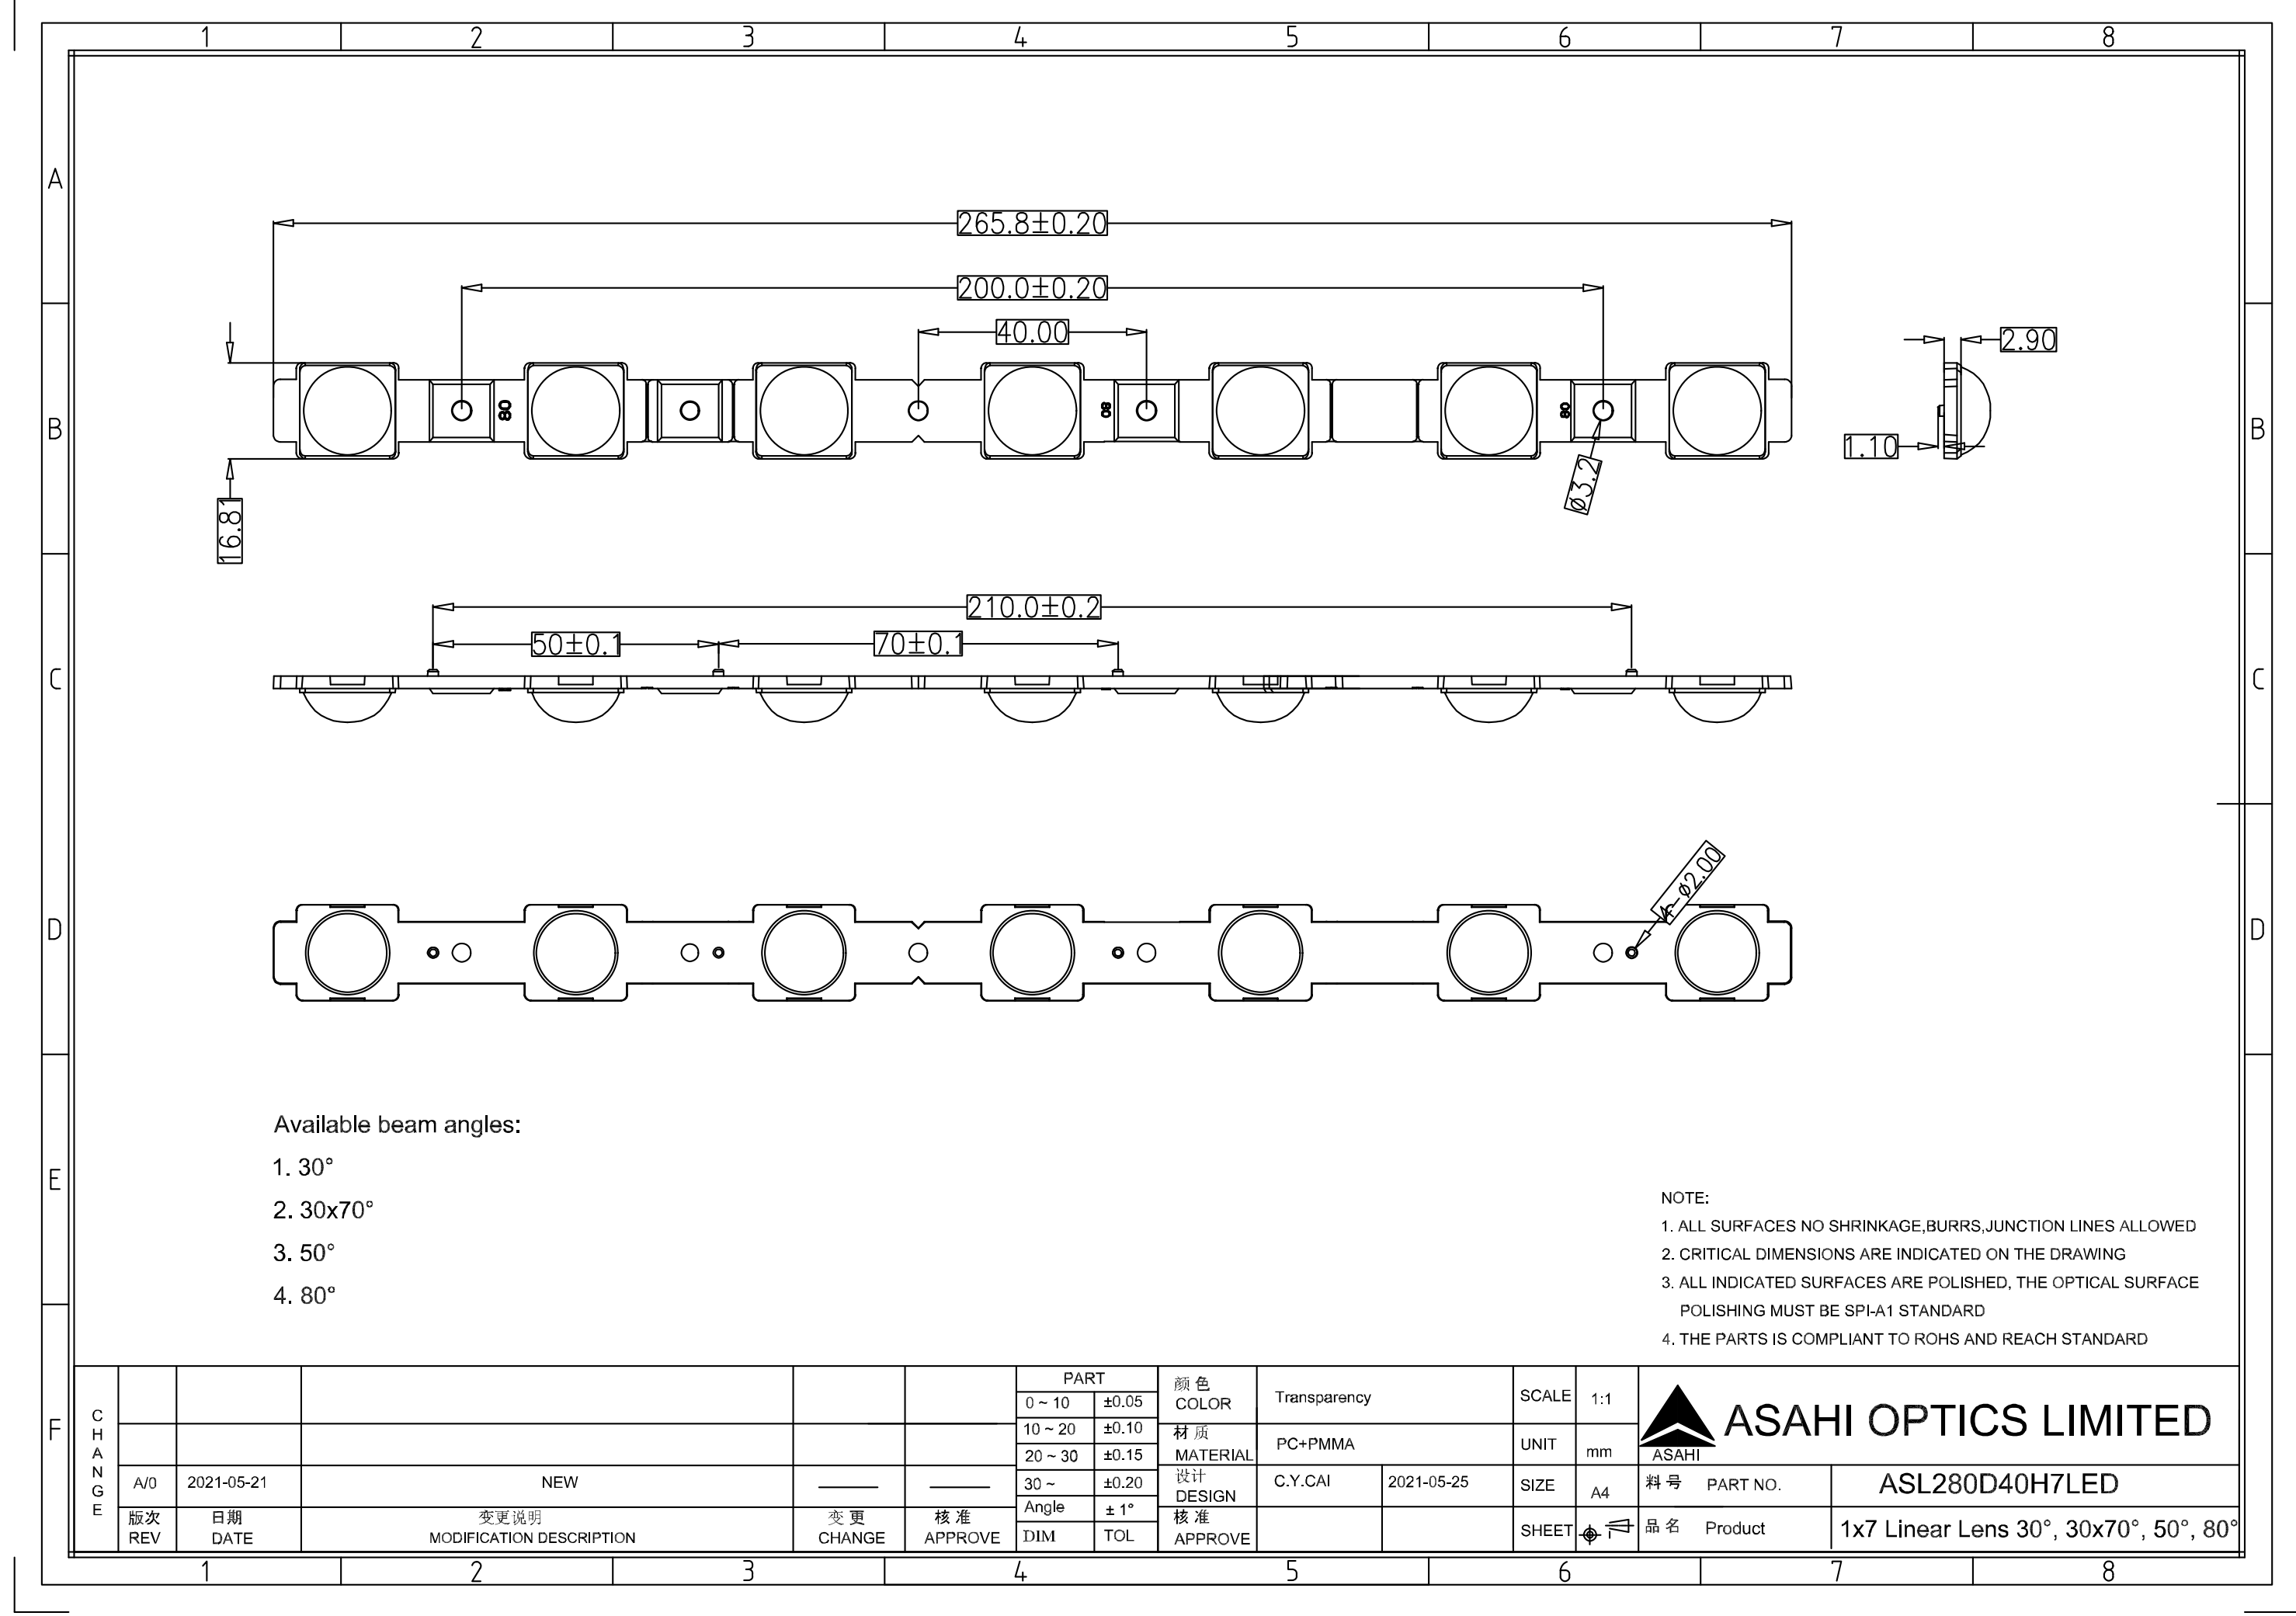 1 2 3 4 5 6 7 8
A
B B
C C
D D
E
F
265.8±0.20
200.0±0.20
40.00
2.90
80 80 80
1.10
Ø3.2
16.81
210.0±0.2
50±0.1 70±0.1
4-Ø2.00
Available beam angles:
1. 30°
2. 30x70°
3. 50°
4. 80°
NOTE:
1. ALL SURFACES NO SHRINKAGE,BURRS,JUNCTION LINES ALLOWED
2. CRITICAL DIMENSIONS ARE INDICATED ON THE DRAWING
3. ALL INDICATED SURFACES ARE POLISHED, THE OPTICAL SURFACE
POLISHING MUST BE SPI-A1 STANDARD
4. THE PARTS IS COMPLIANT TO ROHS AND REACH STANDARD
CHANGE
A/0 2021-05-21 NEW
版次 日期 变更说明 变更 核准
REV DATE MODIFICATION DESCRIPTION CHANGE APPROVE
PART
0 ~ 10 ±0.05
10 ~ 20 ±0.10
20 ~ 30 ±0.15
30 ~ ±0.20
Angle ± 1°
DIM TOL
颜色
COLOR Transparency
材质
MATERIAL PC+PMMA
设计
DESIGN C.Y.CAI 2021-05-25
核准
APPROVE
SCALE 1:1
UNIT mm
SIZE A4
SHEET
ASAHI
ASAHI OPTICS LIMITED
料号 PART NO. ASL280D40H7LED
品名 Product 1x7 Linear Lens 30°, 30x70°, 50°, 80°
1 2 3 4 5 6 7 8